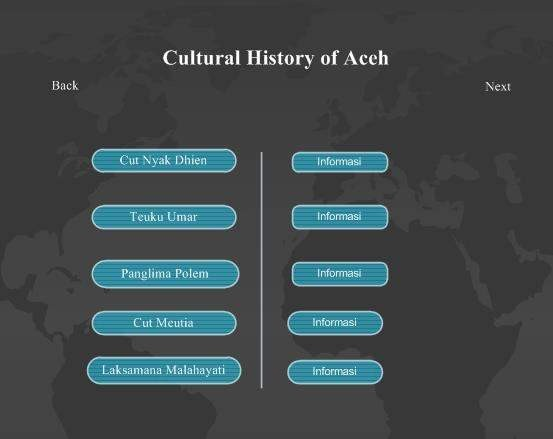 Cultural History of Aceh
Back
Next
Cut Nyak Dhien
Informasi
Teuku Umar
Informasi
Panglima Polem
Informasi
Cut Meutia
Informasi
Laksamana Malahayati
Informasi